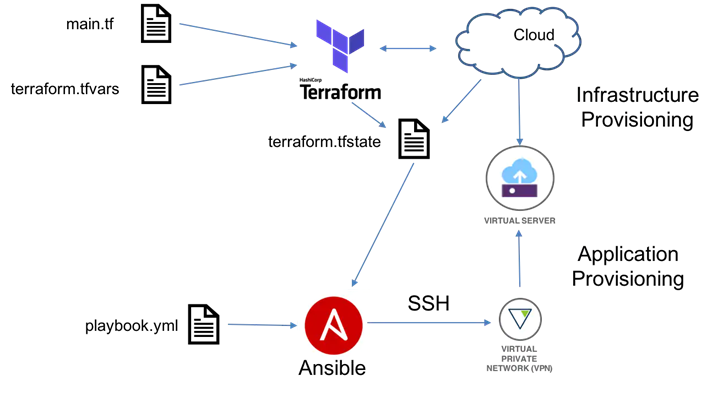 main.tf
Cloud
terraform.tfvars
HashiCorp
Terraform
Infrastructure
Provisioning
terraform.tfstate
VIRTUAL SERVER
Application
Provisioning
SSH
playbook.yml
Ansible
VIRTUAL
PRIVATE
NETWORK (VPN)